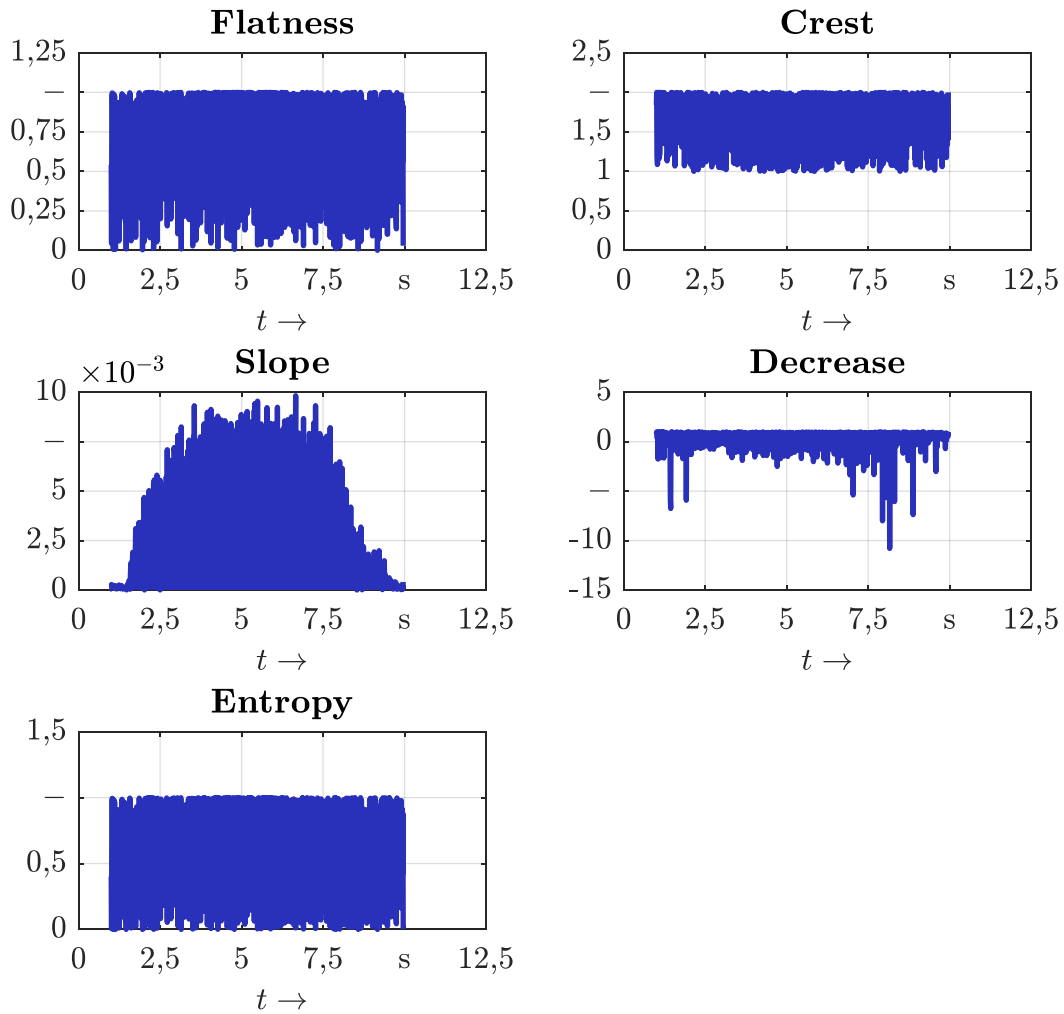 Flatness
1,25
—
0,75
0,5
0,25
0
0 2,5 5 7,5 s 12,5
t →
Crest
2,5
—
1,5
1
0,5
0
0 2,5 5 7,5 s 12,5
t →
Slope
×10⁻³
10
—
5
2,5
0
0 2,5 5 7,5 s 12,5
t →
Decrease
5
0
—
-10
-15
0 2,5 5 7,5 s 12,5
t →
Entropy
1,5
—
0,5
0
0 2,5 5 7,5 s 12,5
t →